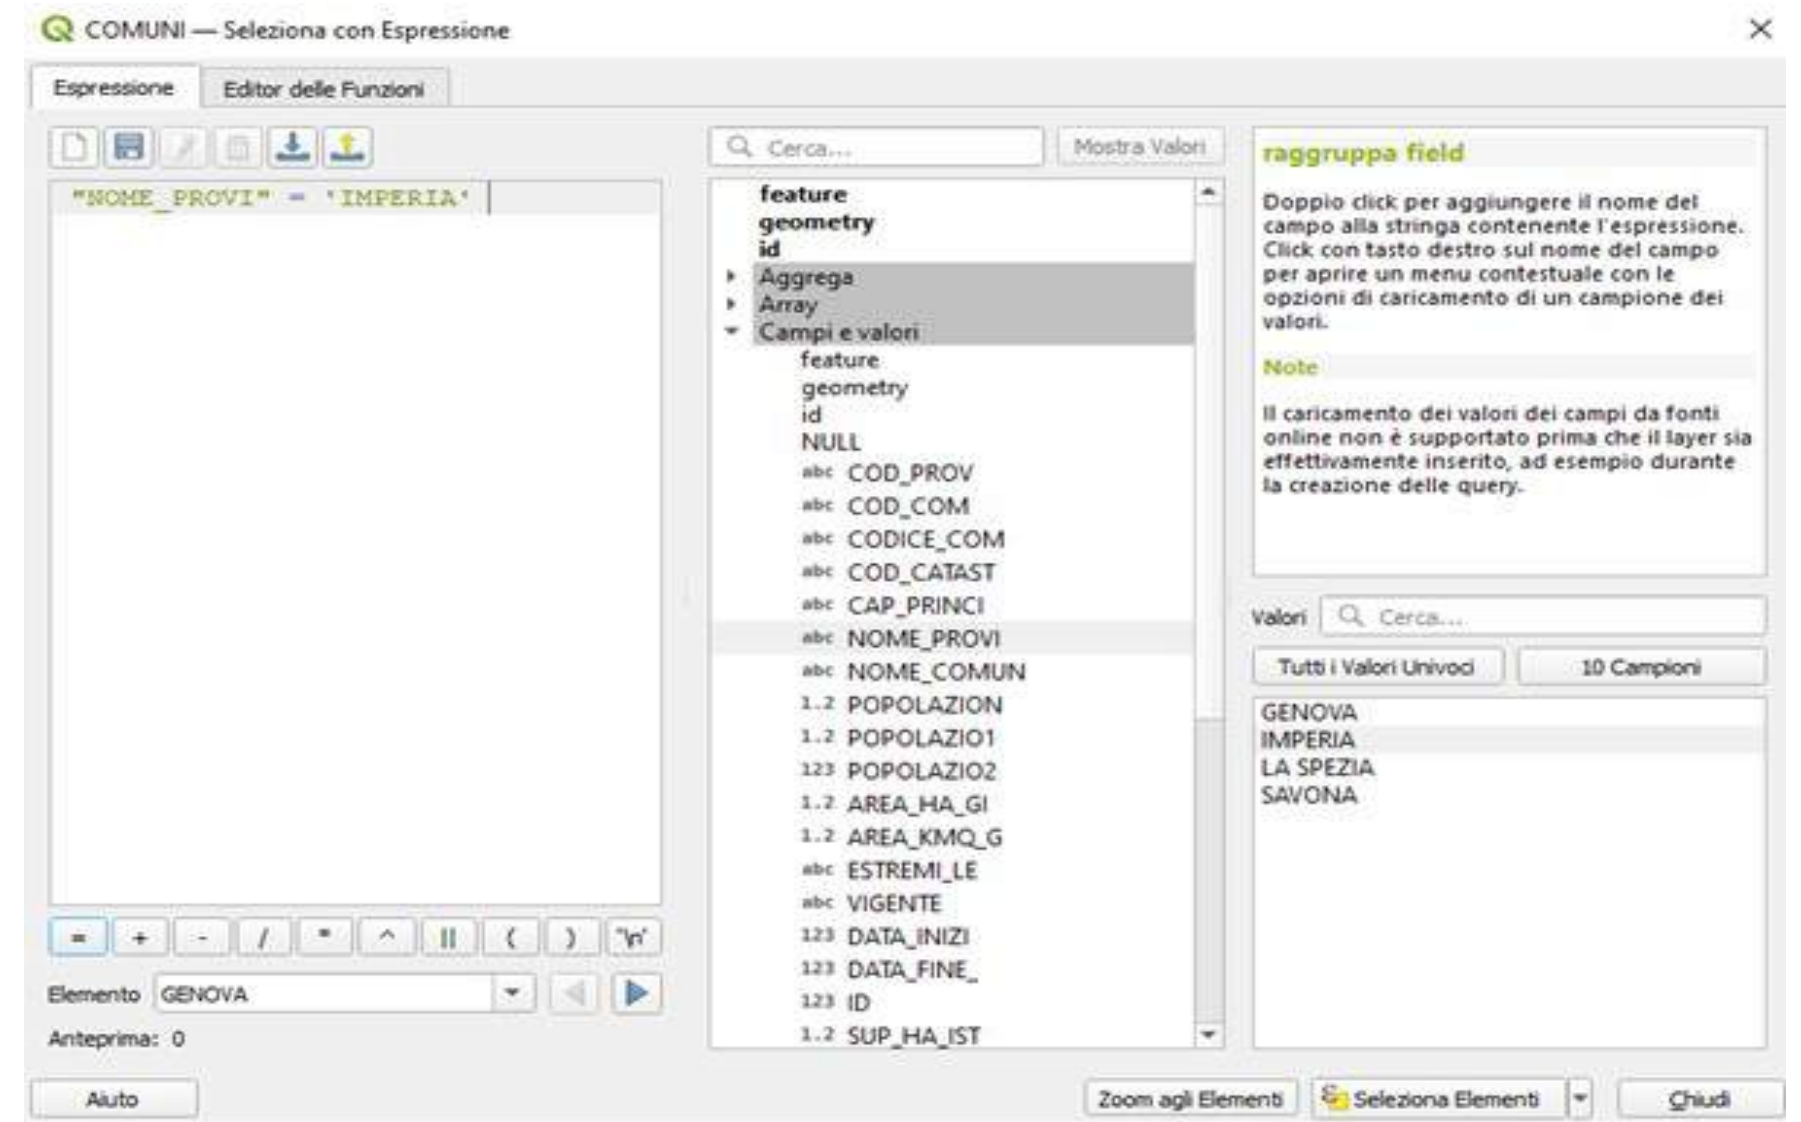 COMUNI — Seleziona con Espressione
Espressione
Editor delle Funzioni
"NOME_PROVI" = 'IMPERIA'
= + - / * ^ || ( ) '\n'
Elemento GENOVA
Anteprima: 0
Cerca...
Mostra Valori
feature
geometry
id
Aggrega
Array
Campi e valori
feature
geometry
id
NULL
abc COD_PROV
abc COD_COM
abc CODICE_COM
abc COD_CATAST
abc CAP_PRINCI
abc NOME_PROVI
abc NOME_COMUN
1.2 POPOLAZION
1.2 POPOLAZIO1
123 POPOLAZIO2
1.2 AREA_HA_GI
1.2 AREA_KMQ_G
abc ESTREMI_LE
abc VIGENTE
123 DATA_INIZI
123 DATA_FINE_
123 ID
1.2 SUP_HA_IST
raggruppa field
Doppio click per aggiungere il nome del
campo alla stringa contenente l'espressione.
Click con tasto destro sul nome del campo
per aprire un menu contestuale con le
opzioni di caricamento di un campione dei
valori.
Note
Il caricamento dei valori dei campi da fonti
online non è supportato prima che il layer sia
effettivamente inserito, ad esempio durante
la creazione delle query.
Valori
Cerca...
Tutti i Valori Univoci
10 Campioni
GENOVA
IMPERIA
LA SPEZIA
SAVONA
Aiuto
Zoom agli Elementi
Seleziona Elementi
Chiudi